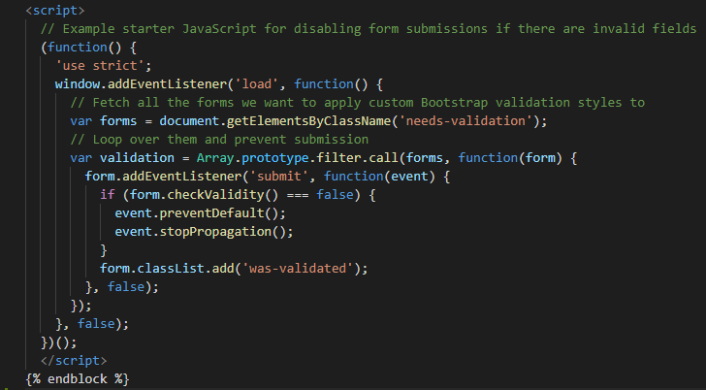 <script>
// Example starter JavaScript for disabling form submissions if there are invalid fields
(function() {
'use strict';
window.addEventListener('load', function() {
// Fetch all the forms we want to apply custom Bootstrap validation styles to
var forms = document.getElementsByClassName('needs-validation');
// Loop over them and prevent submission
var validation = Array.prototype.filter.call(forms, function(form) {
form.addEventListener('submit', function(event) {
if (form.checkValidity() === false) {
event.preventDefault();
event.stopPropagation();
}
form.classList.add('was-validated');
}, false);
});
}, false);
})();
</script>
{% endblock %}